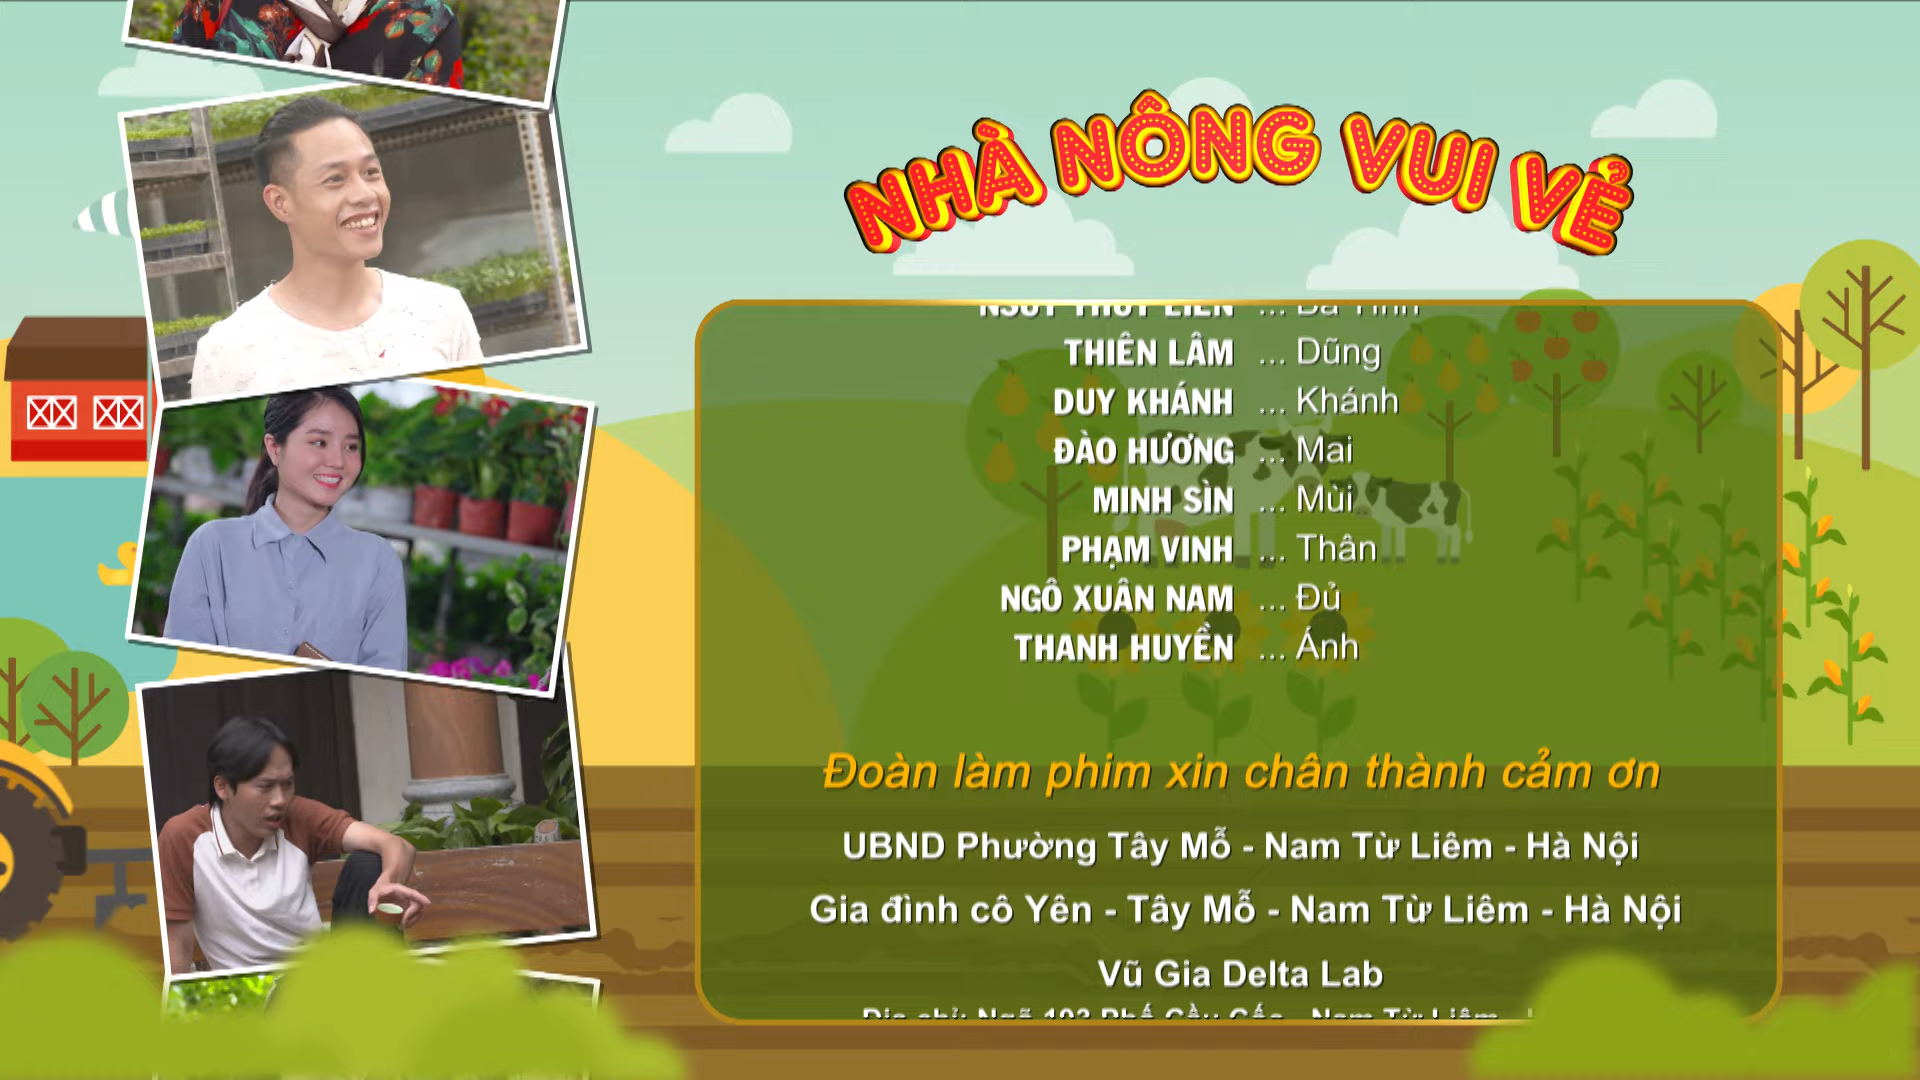 NHÀ NÔNG VUI VẺ
THIÊN LÂM ... Dũng
DUY KHÁNH ... Khánh
ĐÀO HƯƠNG ... Mai
MINH SÌN ... Mùi
PHẠM VINH ... Thân
NGÔ XUÂN NAM ... Đủ
THANH HUYỀN ... Ánh
Đoàn làm phim xin chân thành cảm ơn
UBND Phường Tây Mỗ - Nam Từ Liêm - Hà Nội
Gia đình cô Yên - Tây Mỗ - Nam Từ Liêm - Hà Nội
Vũ Gia Delta Lab